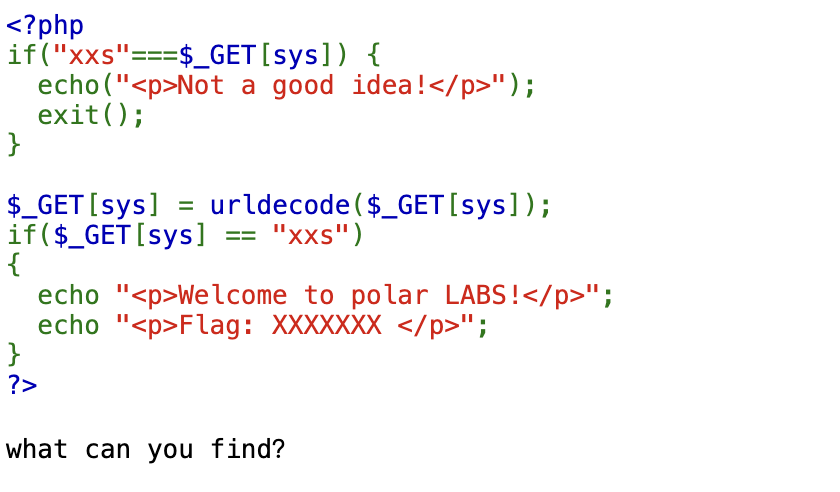 <?php
if("xxs"===$_GET[sys]) {
  echo("<p>Not a good idea!</p>");
  exit();
}

$_GET[sys] = urldecode($_GET[sys]);
if($_GET[sys] == "xxs")
{
  echo "<p>Welcome to polar LABS!</p>";
  echo "<p>Flag: XXXXXXX </p>";
}
?>

what can you find?